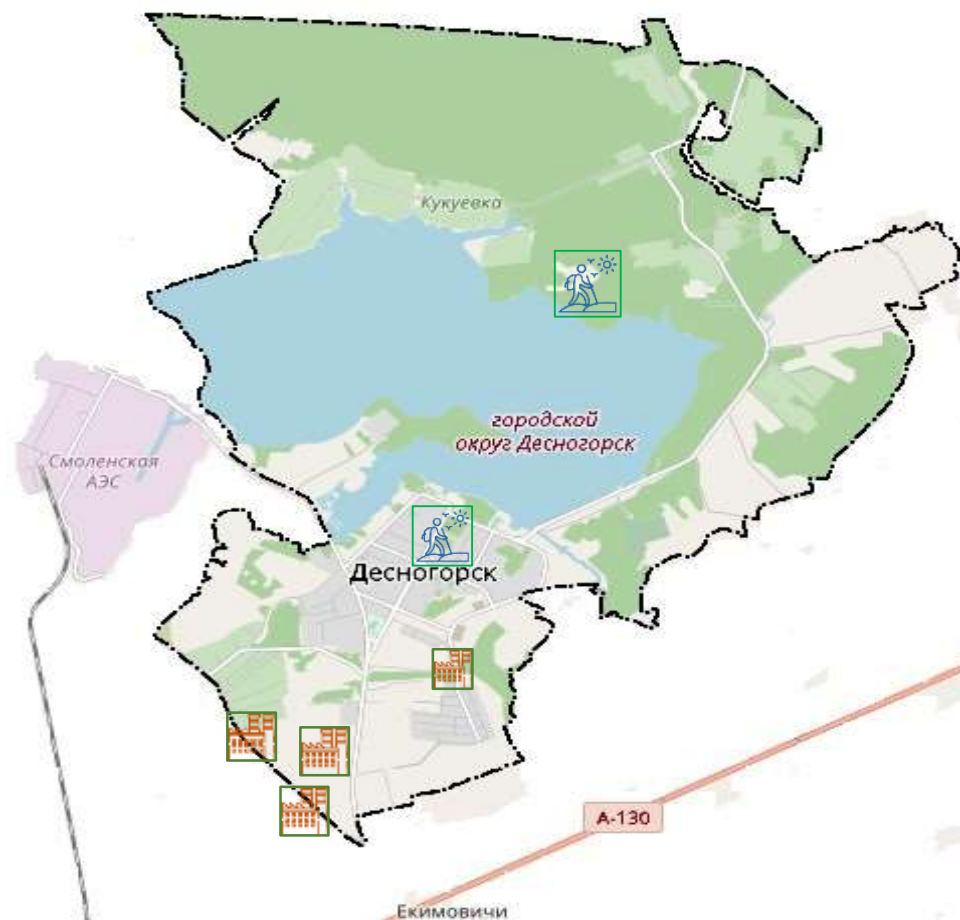 Кукуевка
городской
округ Десногорск
Смоленская
АЭС
Десногорск
А-130
Екимовичи